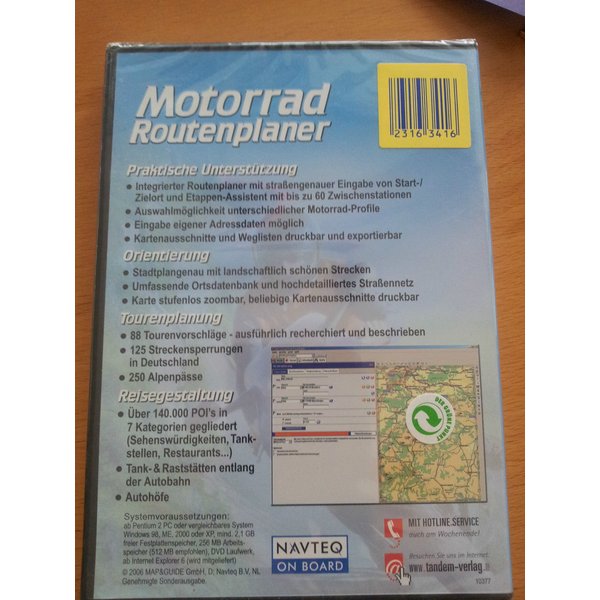 Motorrad
Routenplaner
2316 3416
Praktische Unterstützung
• Integrierter Routenplaner mit straßengenauer Eingabe von Start-/
Zielort und Etappen-Assistent mit bis zu 60 Zwischenstationen
• Auswahlmöglichkeit unterschiedlicher Motorrad-Profile
• Eingabe eigener Adressdaten möglich
• Kartenausschnitte und Weglisten druckbar und exportierbar
Orientierung
• Stadtplangenau mit landschaftlich schönen Strecken
• Umfassende Ortsdatenbank und hochdetailliertes Straßennetz
• Karte stufenlos zoombar, beliebige Kartenausschnitte druckbar
Tourenplanung
• 88 Tourenvorschläge - ausführlich recherchiert und beschrieben
• 125 Streckensperrungen
in Deutschland
• 250 Alpenpässe
Reisegestaltung
• Über 140.000 POI's in
7 Kategorien gegliedert
(Sehenswürdigkeiten, Tank-
stellen, Restaurants...)
• Tank- & Raststätten entlang
der Autobahn
• Autohöfe
DER GRÜNE PUNKT
Systemvoraussetzungen:
ab Pentium 2 PC oder vergleichbares System
Windows 98, ME, 2000 oder XP, mind. 2,1 GB
freier Festplattenspeicher, 256 MB Arbeits-
speicher (512 MB empfohlen), DVD Laufwerk,
ab Internet Explorer 6 (wird mitgeliefert)
© 2006 MAP&GUIDE GmbH, D; Navteq B.V, NL
Genehmigte Sonderausgabe.
NAVTEQ
ON BOARD
MIT HOTLINE.SERVICE
auch am Wochenende!
Besuchen Sie uns im Internet:
@ www.tandem-verlag.
10377